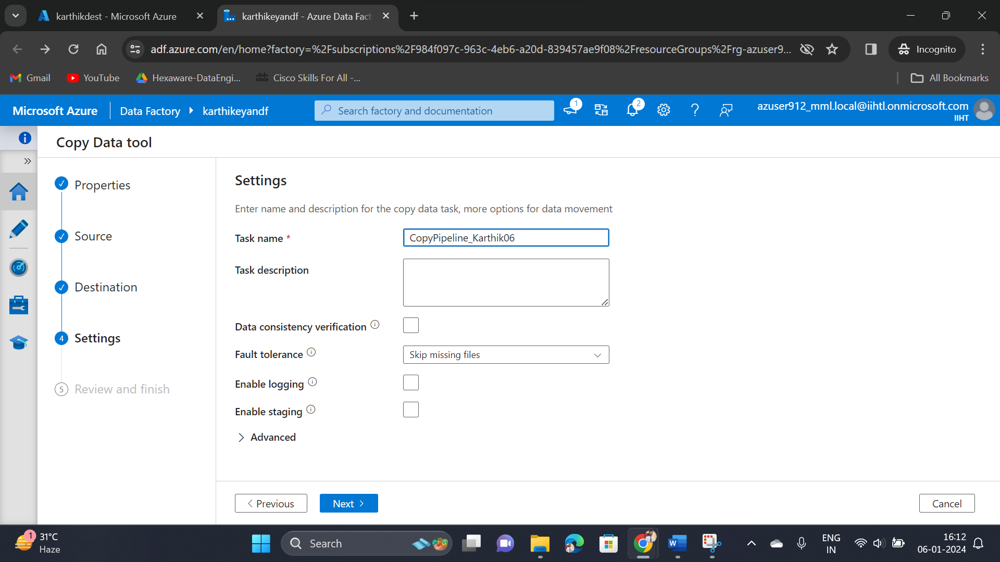 karthikdest - Microsoft Azure
karthikeyandf - Azure Data Fact
adf.azure.com/en/home?factory=%2Fsubscriptions%2F984f097c-963c-4eb6-a20d-839457ae9f08%2FresourceGroups%2Frg-azuser9...
Incognito
Gmail
YouTube
Hexaware-DataEngi...
Cisco Skills For All -...
All Bookmarks
Microsoft Azure
Data Factory
karthikeyandf
Search factory and documentation
1
2
azuser912_mml.local@iihtl.onmicrosoft.com
IIHT
Copy Data tool
Properties
Source
Destination
4 Settings
5 Review and finish
Settings
Enter name and description for the copy data task, more options for data movement
Task name * CopyPipeline_Karthik06
Task description
Data consistency verification
Fault tolerance Skip missing files
Enable logging
Enable staging
Advanced
Previous
Next
Cancel
1
31°C
Haze
Search
ENG
IN
16:12
06-01-2024